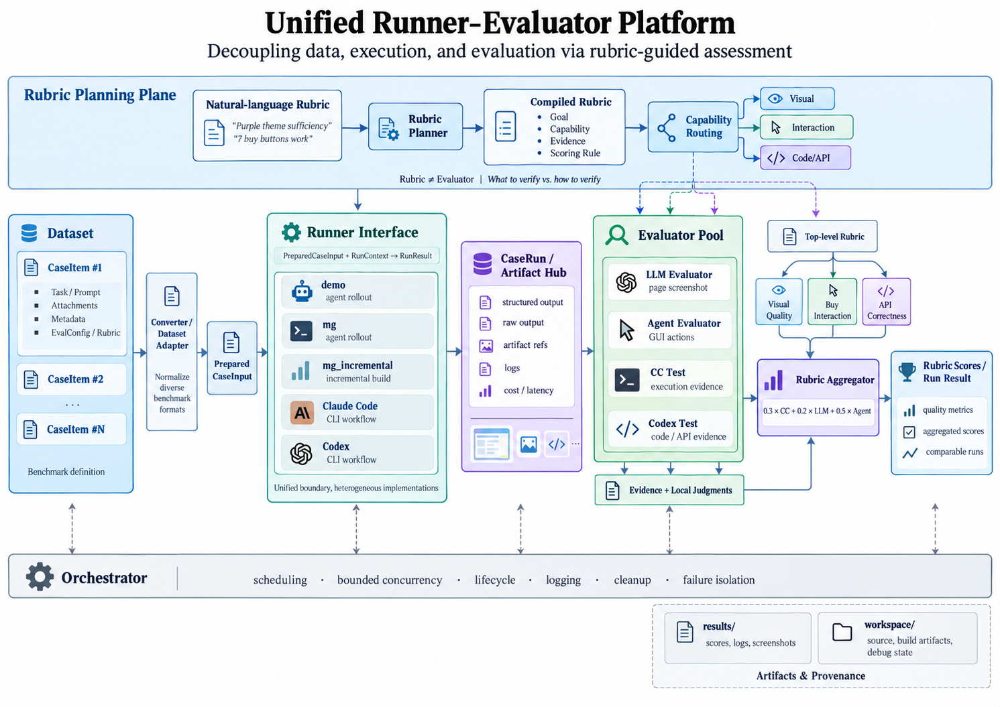 Unified Runner-Evaluator Platform
Decoupling data, execution, and evaluation via rubric-guided assessment
Rubric Planning Plane
Natural-language Rubric
"Purple theme sufficiency"
"7 buy buttons work"
Rubric
Planner
Compiled Rubric
• Goal
• Capability
• Evidence
• Scoring Rule
Capability
Routing
Visual
Interaction
Code/API
Rubric ≠ Evaluator | What to verify vs. how to verify
Dataset
CaseItem #1
▪ Task / Prompt
▪ Attachments
▪ Metadata
▪ EvalConfig / Rubric
CaseItem #2
...
CaseItem #N
Benchmark definition
Converter /
Dataset
Adapter
Normalize
diverse
benchmark
formats
Prepared
CaseInput
Runner Interface
PreparedCaseInput + RunContext → RunResult
demo
agent rollout
mg
agent rollout
mg_incremental
incremental build
Claude Code
CLI workflow
Codex
CLI workflow
Unified boundary, heterogeneous implementations
CaseRun /
Artifact Hub
structured output
raw output
artifact refs
logs
cost / latency
...
Evaluator Pool
LLM Evaluator
page screenshot
Agent Evaluator
GUI actions
CC Test
execution evidence
Codex Test
code / API evidence
Evidence + Local Judgments
Top-level Rubric
Visual
Quality
Buy
Interaction
API
Correctness
Rubric Aggregator
0.3 × CC + 0.2 × LLM + 0.5 × Agent
Rubric Scores /
Run Result
quality metrics
aggregated scores
comparable runs
Orchestrator
scheduling · bounded concurrency · lifecycle · logging · cleanup · failure isolation
results/
scores, logs, screenshots
workspace/
source, build artifacts,
debug state
Artifacts & Provenance